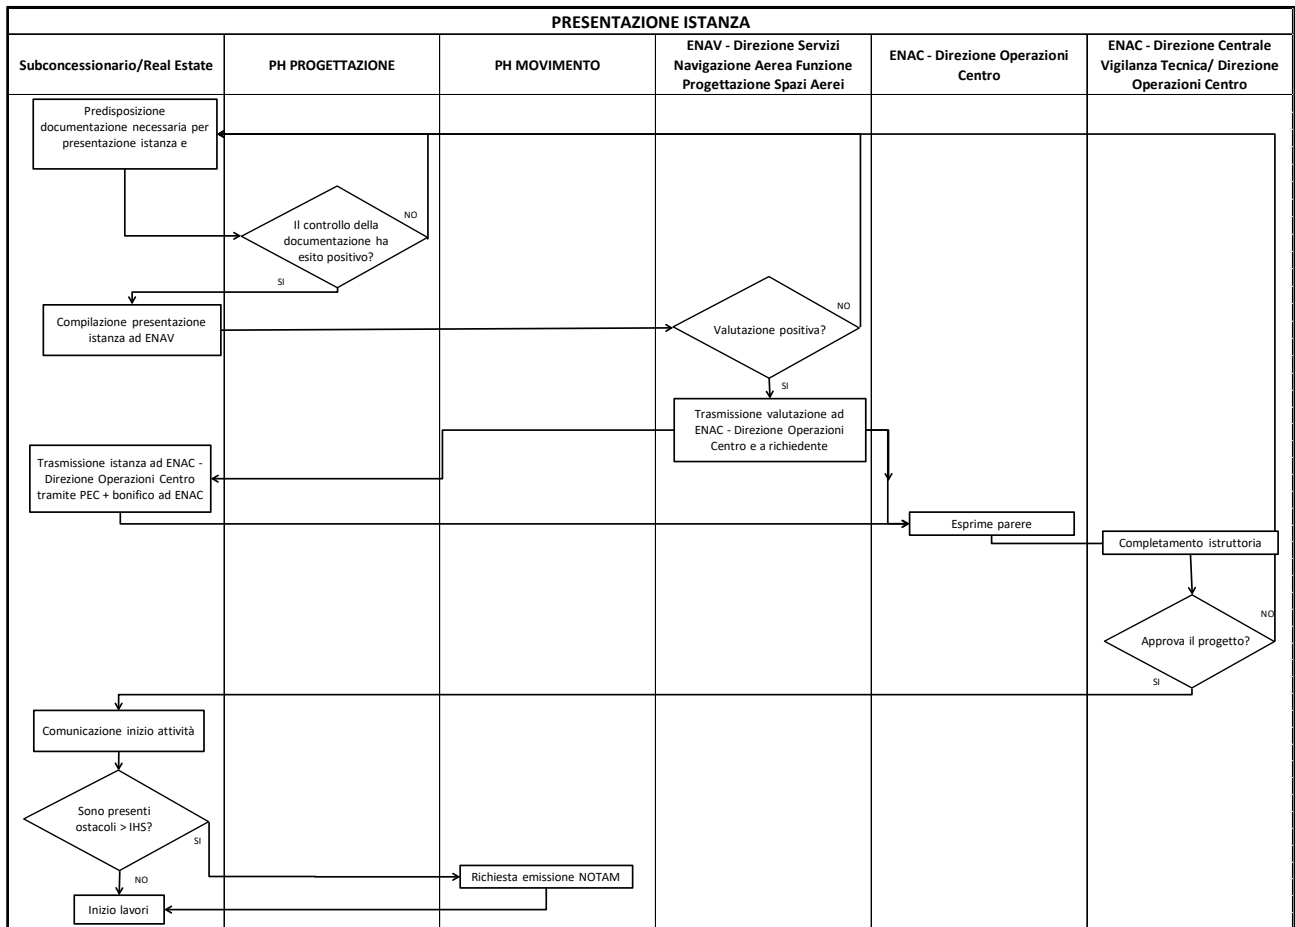 PRESENTAZIONE ISTANZA
Subconcessionario/Real Estate
PH PROGETTAZIONE
PH MOVIMENTO
ENAV - Direzione Servizi
Navigazione Aerea Funzione
Progettazione Spazi Aerei
ENAC - Direzione Operazioni
Centro
ENAC - Direzione Centrale
Vigilanza Tecnica/ Direzione
Operazioni Centro
Predisposizione
documentazione necessaria per
presentazione istanza e
Il controllo della
documentazione ha
esito positivo?
NO
SI
Compilazione presentazione
istanza ad ENAV
Valutazione positiva?
NO
SI
Trasmissione valutazione ad
ENAC - Direzione Operazioni
Centro e a richiedente
Trasmissione istanza ad ENAC -
Direzione Operazioni Centro
tramite PEC + bonifico ad ENAC
Esprime parere
Completamento istruttoria
Approva il progetto?
NO
SI
Comunicazione inizio attività
Sono presenti
ostacoli > IHS?
SI
NO
Richiesta emissione NOTAM
Inizio lavori